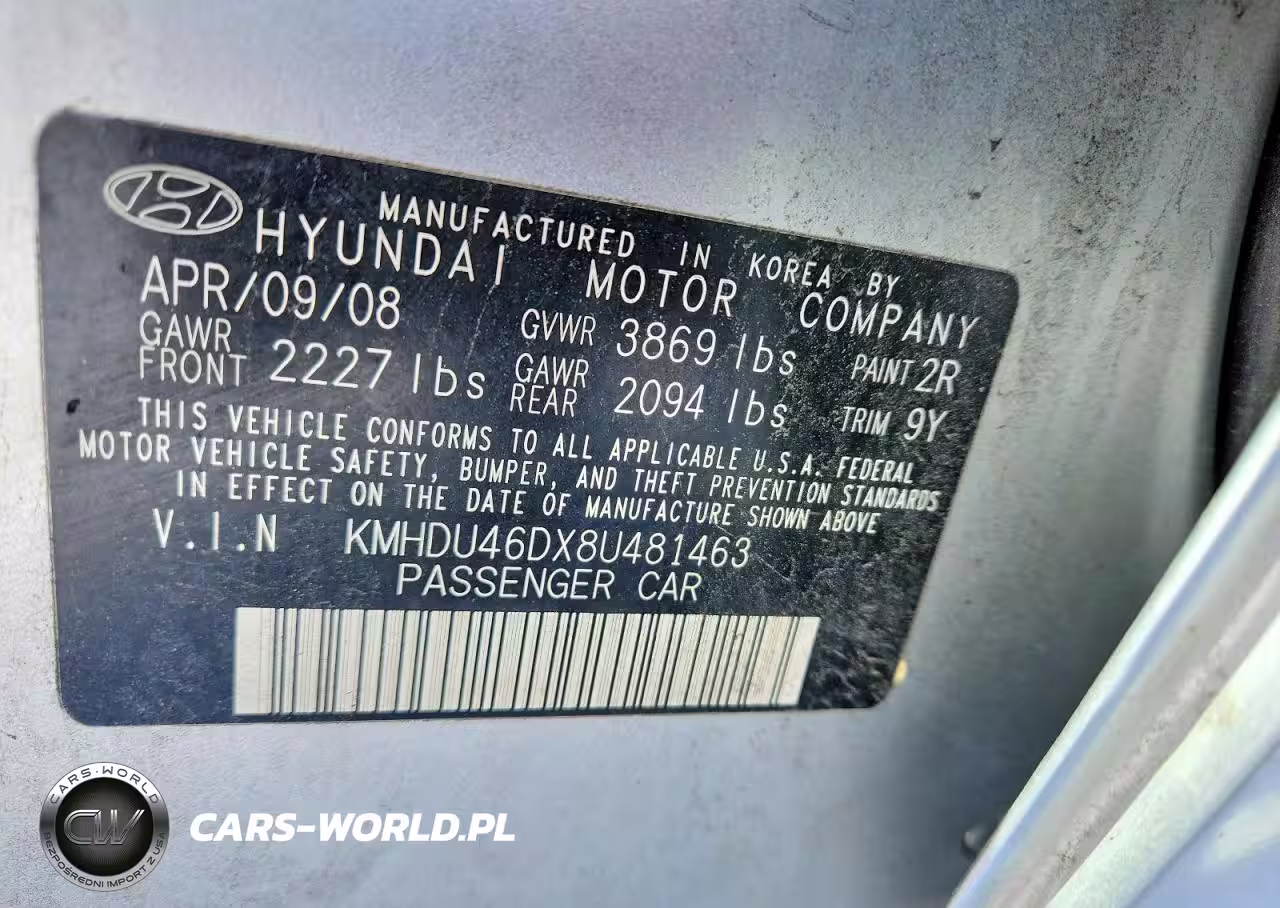 MANUFACTURED IN KOREA BY
HYUNDAI MOTOR COMPANY
APR/09/08 GVWR 3869 lbs PAINT 2R
GAWR FRONT 2227 lbs GAWR REAR 2094 lbs TRIM 9Y
THIS VEHICLE CONFORMS TO ALL APPLICABLE U.S.A. FEDERAL
MOTOR VEHICLE SAFETY, BUMPER, AND THEFT PREVENTION STANDARDS
IN EFFECT ON THE DATE OF MANUFACTURE SHOWN ABOVE
V.I.N KMHDU46DX8U481463
PASSENGER CAR
CARS-WORLD
CW
BEZPOŚREDNI IMPORT Z USA
CARS-WORLD.PL